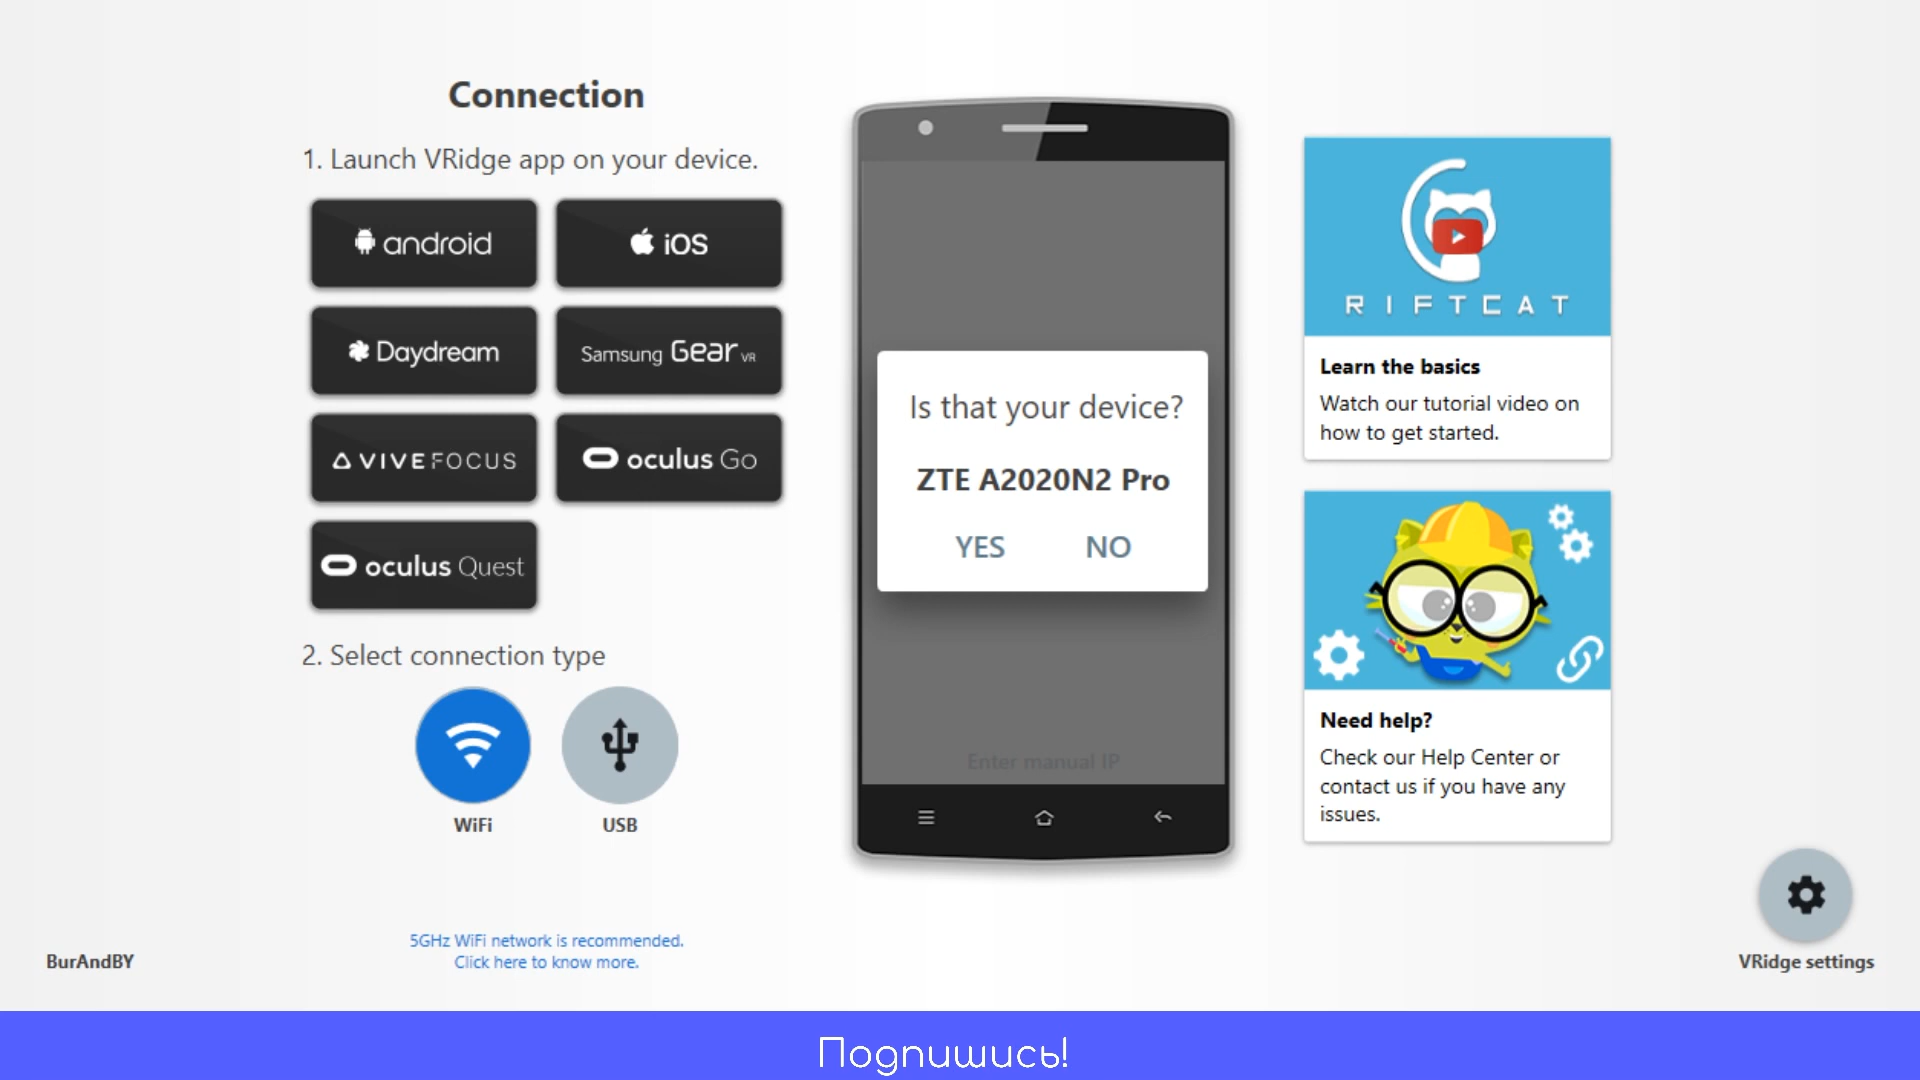 Connection
1. Launch VRidge app on your device.
android
iOS
Daydream
Samsung Gear VR
VIVE FOCUS
oculus Go
oculus Quest
2. Select connection type
WiFi
USB
5GHz WiFi network is recommended.
Click here to know more.
BurAndBY
Is that your device?
ZTE A2020N2 Pro
YES
NO
Enter manual IP
RIFTCAT
Learn the basics
Watch our tutorial video on
how to get started.
Need help?
Check our Help Center or
contact us if you have any
issues.
VRidge settings
Подпишись!